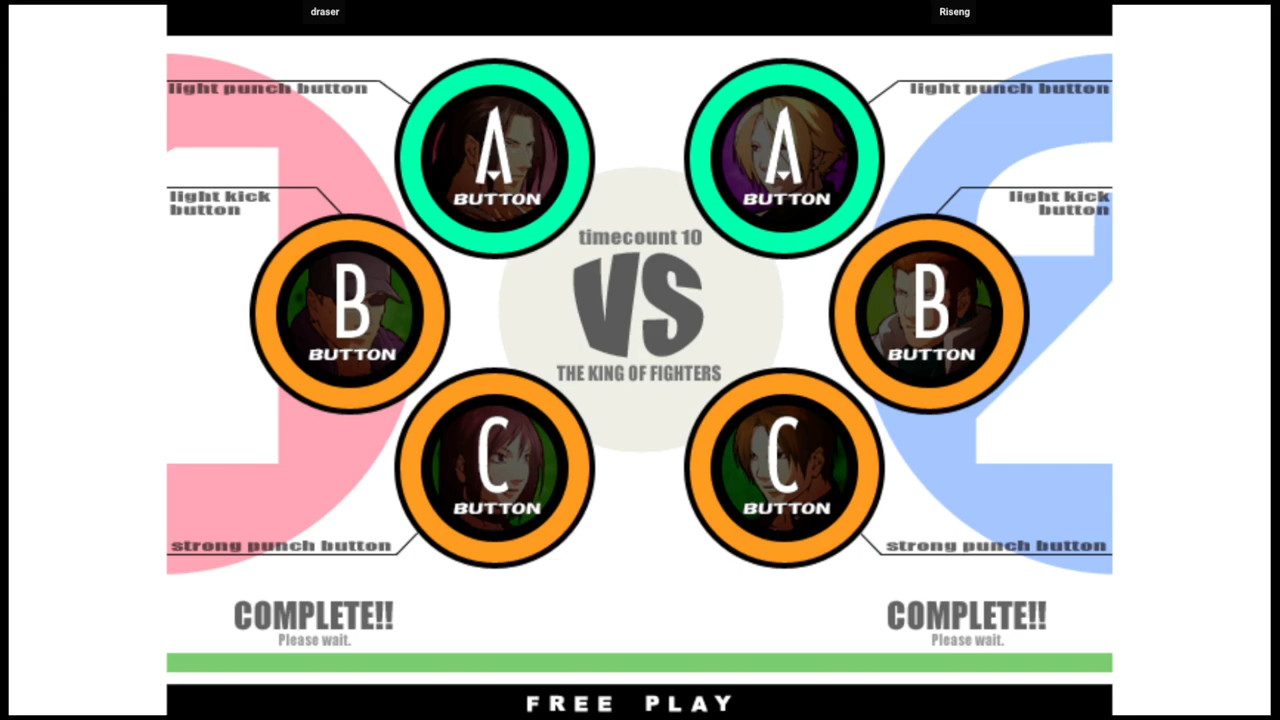 draser
Riseng
light punch button
light punch button
A
BUTTON
A
BUTTON
light kick
button
light kick
button
timecount 10
VS
THE KING OF FIGHTERS
B
BUTTON
B
BUTTON
C
BUTTON
C
BUTTON
strong punch button
strong punch button
COMPLETE!!
Please wait.
COMPLETE!!
Please wait.
FREE PLAY
1
2